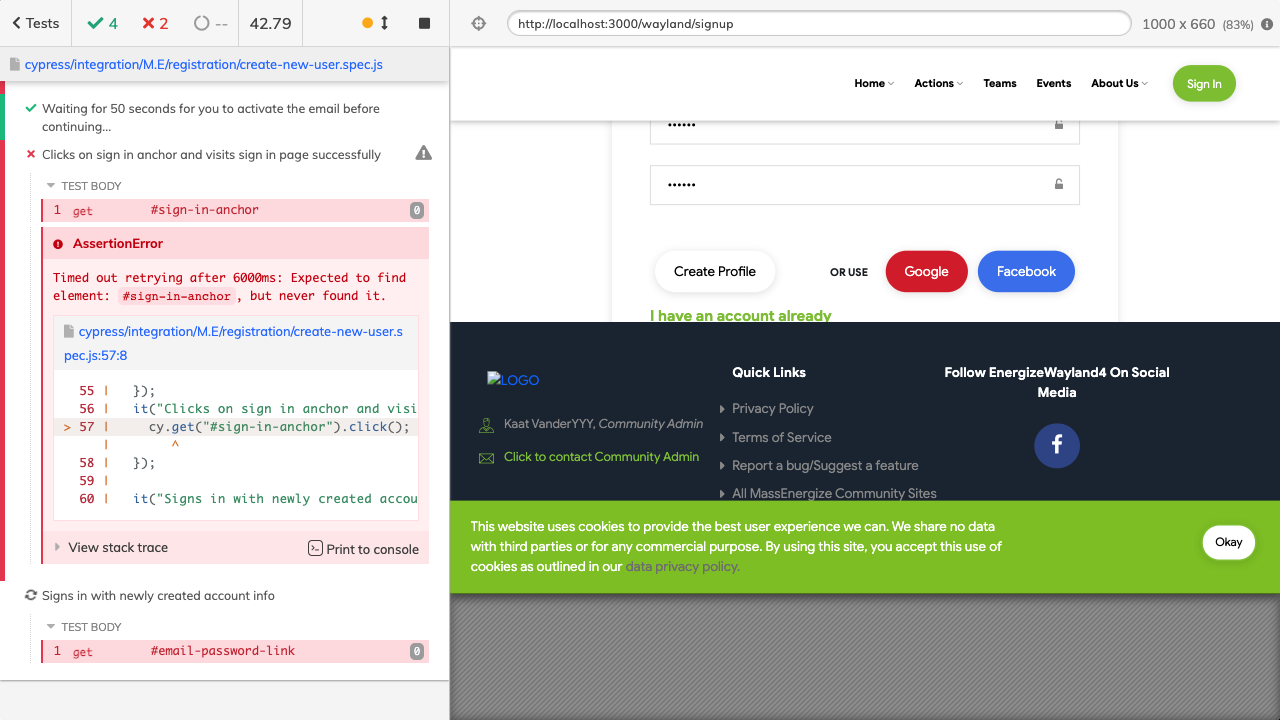 Tests
4
2
--
42.79
http://localhost:3000/wayland/signup
1000 x 660 (83%)
cypress/integration/M.E/registration/create-new-user.spec.js
Waiting for 50 seconds for you to activate the email before
continuing...
Clicks on sign in anchor and visits sign in page successfully
TEST BODY
1 get #sign-in-anchor 0
AssertionError
Timed out retrying after 6000ms: Expected to find
element: #sign-in-anchor, but never found it.
cypress/integration/M.E/registration/create-new-user.s
pec.js:57:8
55 | });
56 | it("Clicks on sign in anchor and visi
> 57 | cy.get("#sign-in-anchor").click();
| ^
58 | });
59 |
60 | it("Signs in with newly created accou
View stack trace
Print to console
Signs in with newly created account info
TEST BODY
1 get #email-password-link 0
Home
Actions
Teams
Events
About Us
Sign In
••••••
••••••
Create Profile
OR USE
Google
Facebook
I have an account already
LOGO
Kaat VanderYYY, Community Admin
Click to contact Community Admin
Quick Links
Privacy Policy
Terms of Service
Report a bug/Suggest a feature
All MassEnergize Community Sites
Follow EnergizeWayland4 On Social
Media
f
This website uses cookies to provide the best user experience we can. We share no data
with third parties or for any commercial purpose. By using this site, you accept this use of
cookies as outlined in our data privacy policy.
Okay